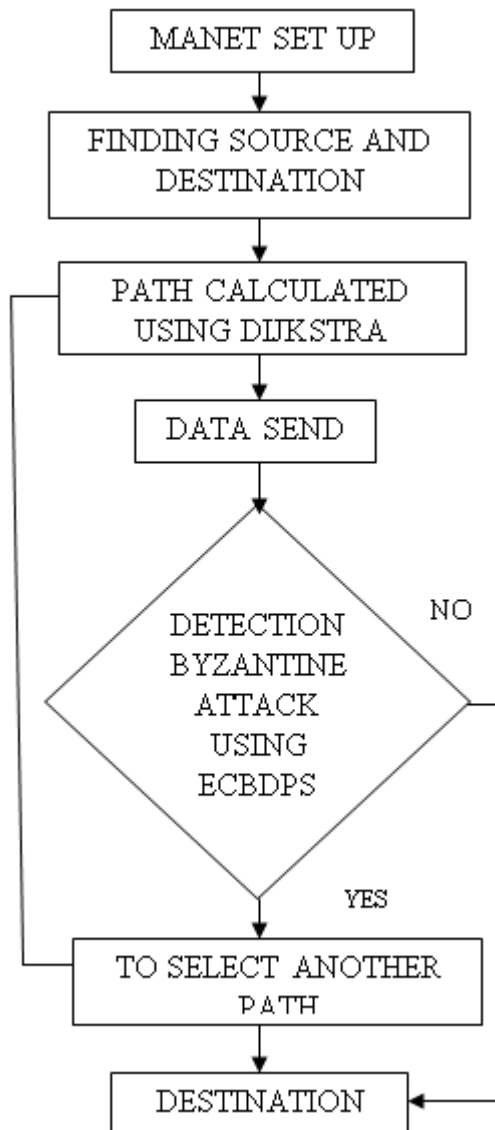 MANET SET UP
FINDING SOURCE AND
DESTINATION
PATH CALCULATED
USING DIJKSTRA
DATA SEND
NO
DETECTION
BYZANTINE
ATTACK
USING
ECBDPS
YES
TO SELECT ANOTHER
PATH
DESTINATION